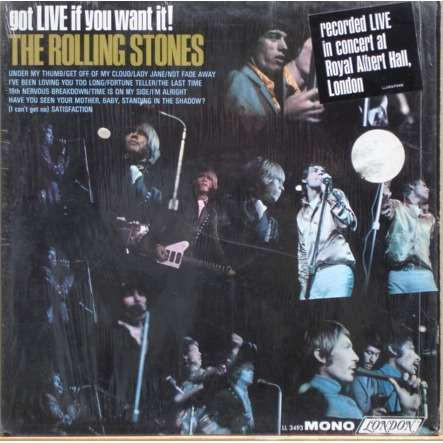 got LIVE if you want it!
THE ROLLING STONES
UNDER MY THUMB/GET OFF OF MY CLOUD/LADY JANE/NOT FADE AWAY
I'VE BEEN LOVING YOU TOO LONG/FORTUNE TELLER/THE LAST TIME
19th NERVOUS BREAKDOWN/TIME IS ON MY SIDE/I'M ALRIGHT
HAVE YOU SEEN YOUR MOTHER, BABY, STANDING IN THE SHADOW?
(I can't get no) SATISFACTION
recorded LIVE
in concert at
Royal Albert Hall,
London
LL 3493 MONO LONDON